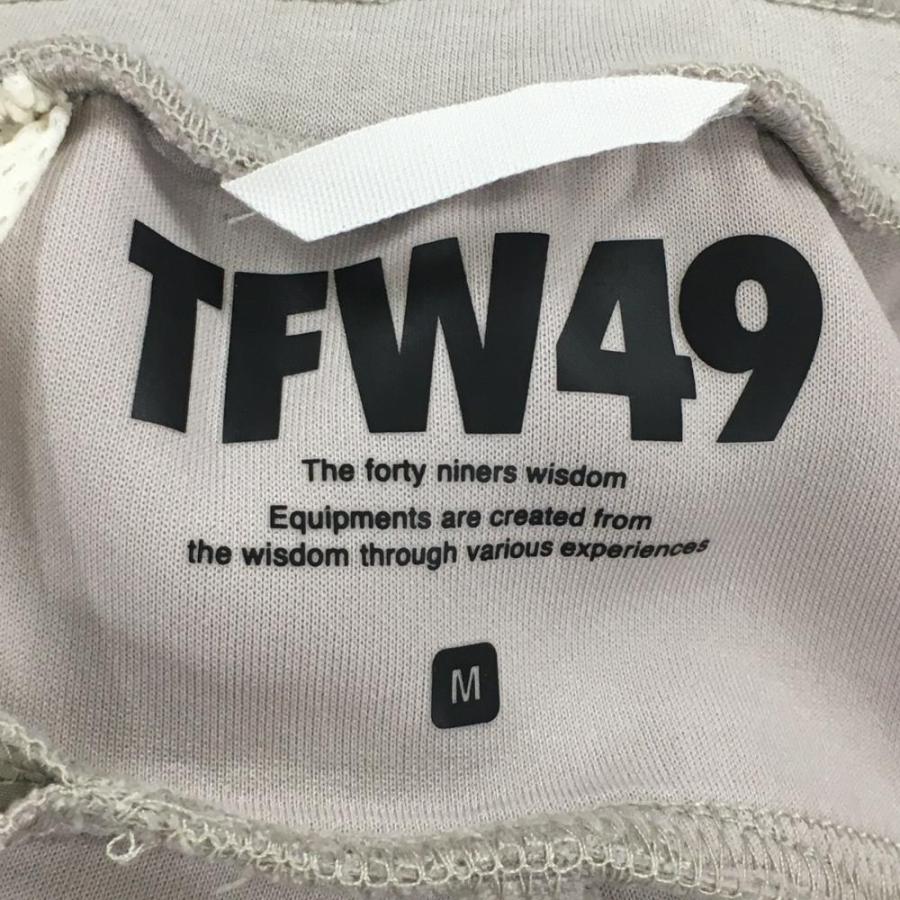 TFW49
The forty niners wisdom
Equipments are created from
the wisdom through various experiences
M